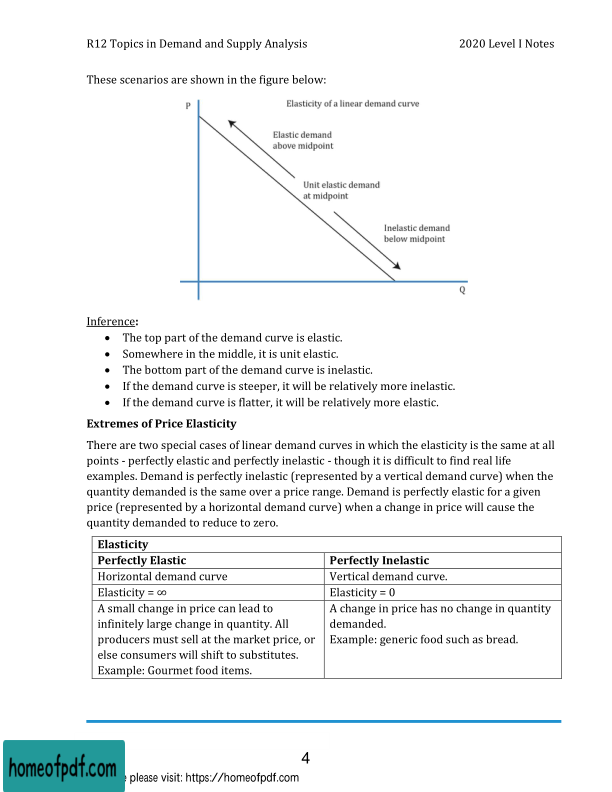 R12 Topics in Demand and Supply Analysis 2020 Level I Notes
These scenarios are shown in the figure below:
P
Elasticity of a linear demand curve
Elastic demand
above midpoint
Unit elastic demand
at midpoint
Inelastic demand
below midpoint
Q
Inference:
• The top part of the demand curve is elastic.
• Somewhere in the middle, it is unit elastic.
• The bottom part of the demand curve is inelastic.
• If the demand curve is steeper, it will be relatively more inelastic.
• If the demand curve is flatter, it will be relatively more elastic.
Extremes of Price Elasticity
There are two special cases of linear demand curves in which the elasticity is the same at all
points - perfectly elastic and perfectly inelastic - though it is difficult to find real life
examples. Demand is perfectly inelastic (represented by a vertical demand curve) when the
quantity demanded is the same over a price range. Demand is perfectly elastic for a given
price (represented by a horizontal demand curve) when a change in price will cause the
quantity demanded to reduce to zero.
Elasticity
Perfectly Elastic
Perfectly Inelastic
Horizontal demand curve
Vertical demand curve.
Elasticity = ∞
Elasticity = 0
A small change in price can lead to
infinitely large change in quantity. All
producers must sell at the market price, or
else consumers will shift to substitutes.
Example: Gourmet food items.
A change in price has no change in quantity
demanded.
Example: generic food such as bread.
4
homeofpdf.com
please visit: https://homeofpdf.com